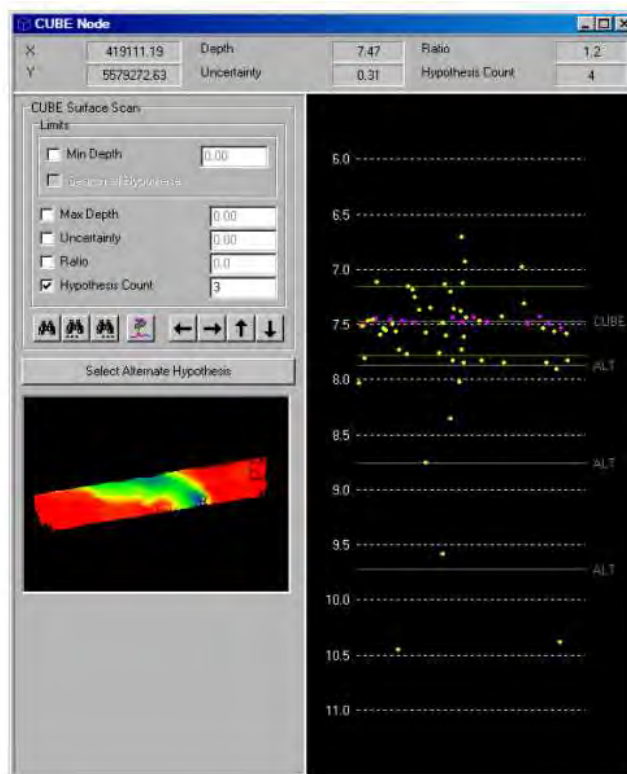 CUBE Node
X 419111.19 Depth 7.47 Ratio 1.2
Y 5579272.63 Uncertainty 0.31 Hypothesis Count 4
CUBE Surface Scan
Limits
Min Depth 0.00
Max Depth 0.00
Uncertainty 0.00
Ratio 0.0
Hypothesis Count 3
Select Alternate Hypothesis
6.0
6.5
7.0
7.5 CUBE
ALT
8.0
8.5
ALT
9.0
9.5
ALT
10.0
10.5
11.0